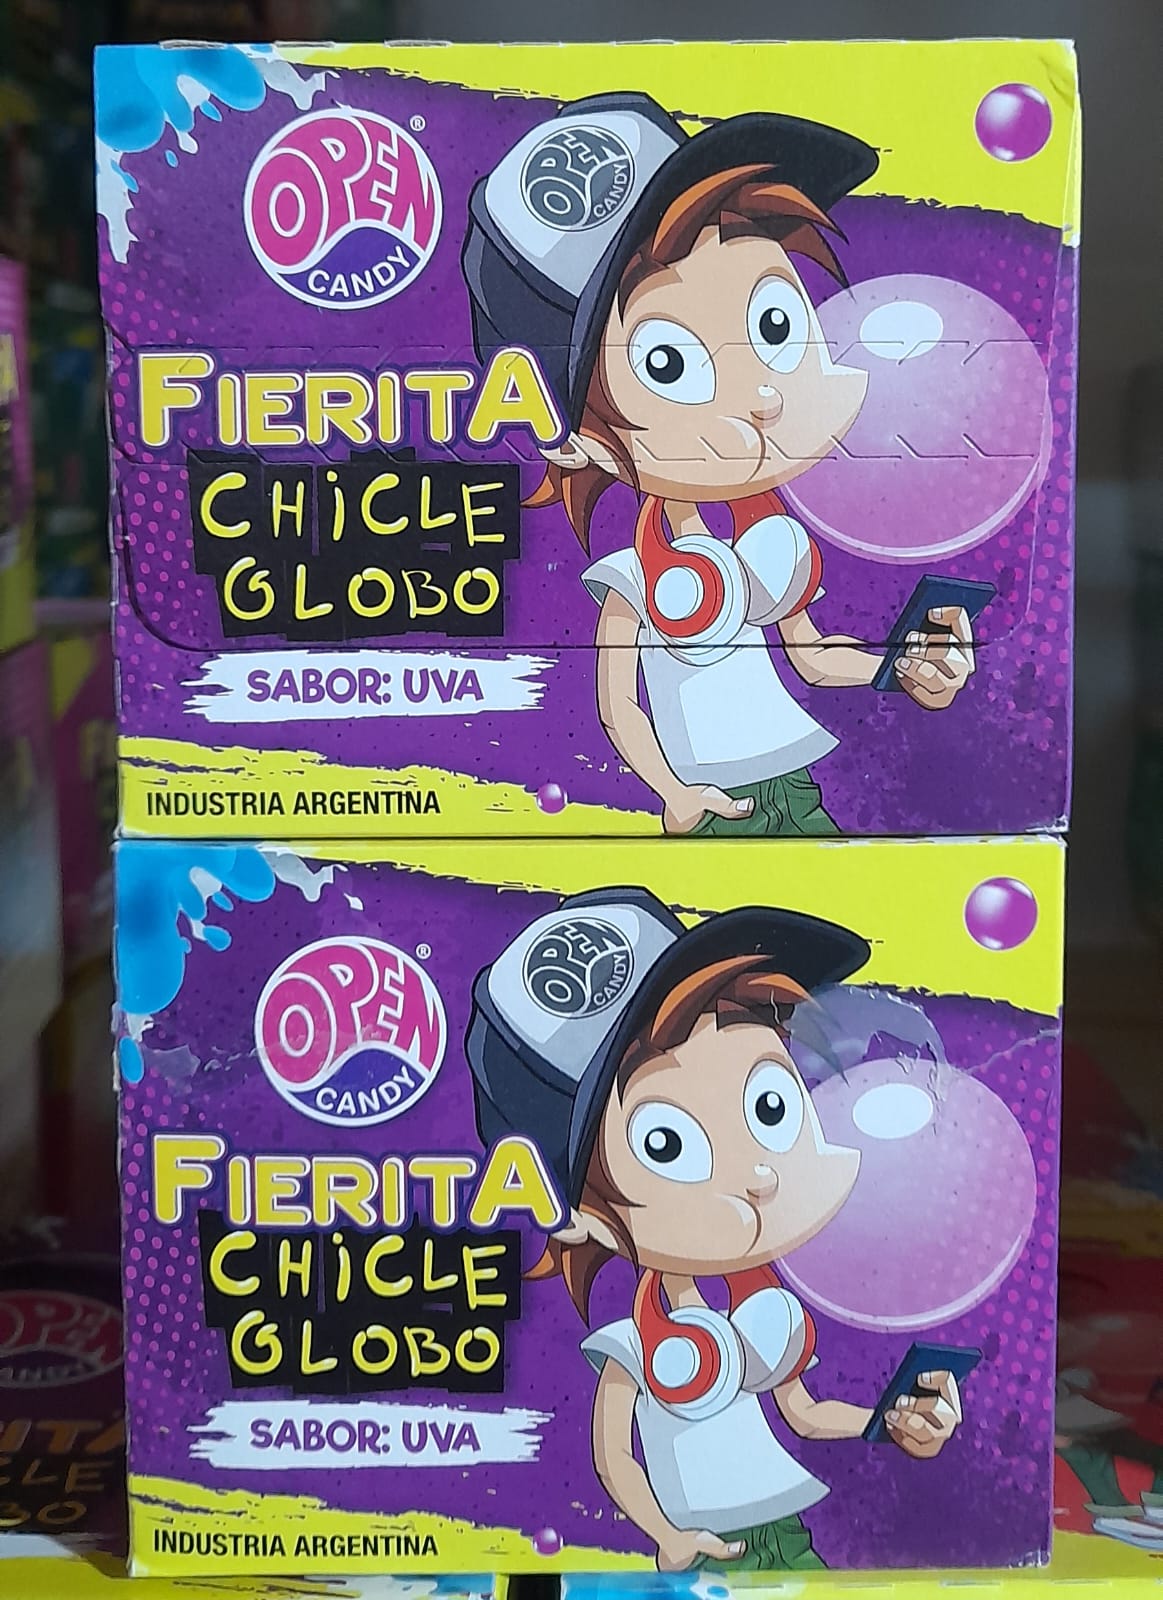 OPEN
CANDY
®
OPEN
CANDY
FIERITA
CHiCLE
GLOBO
SABOR: UVA
INDUSTRIA ARGENTINA
OPEN
CANDY
®
OPEN
CANDY
FIERITA
CHiCLE
GLOBO
SABOR: UVA
INDUSTRIA ARGENTINA